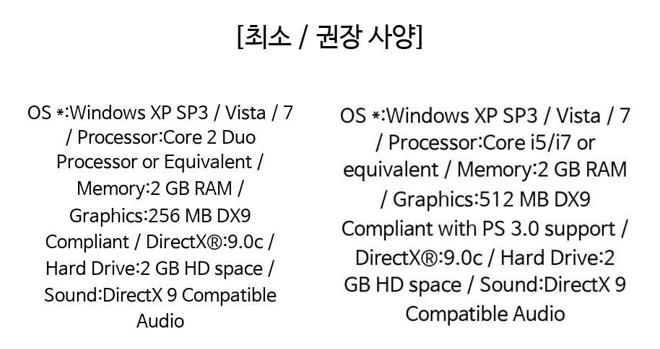 [최소 / 권장 사양]
OS *:Windows XP SP3 / Vista / 7
/ Processor:Core 2 Duo
Processor or Equivalent /
Memory:2 GB RAM /
Graphics:256 MB DX9
Compliant / DirectX®:9.0c /
Hard Drive:2 GB HD space /
Sound:DirectX 9 Compatible
Audio
OS *:Windows XP SP3 / Vista / 7
/ Processor:Core i5/i7 or
equivalent / Memory:2 GB RAM
/ Graphics:512 MB DX9
Compliant with PS 3.0 support /
DirectX®:9.0c / Hard Drive:2
GB HD space / Sound:DirectX 9
Compatible Audio